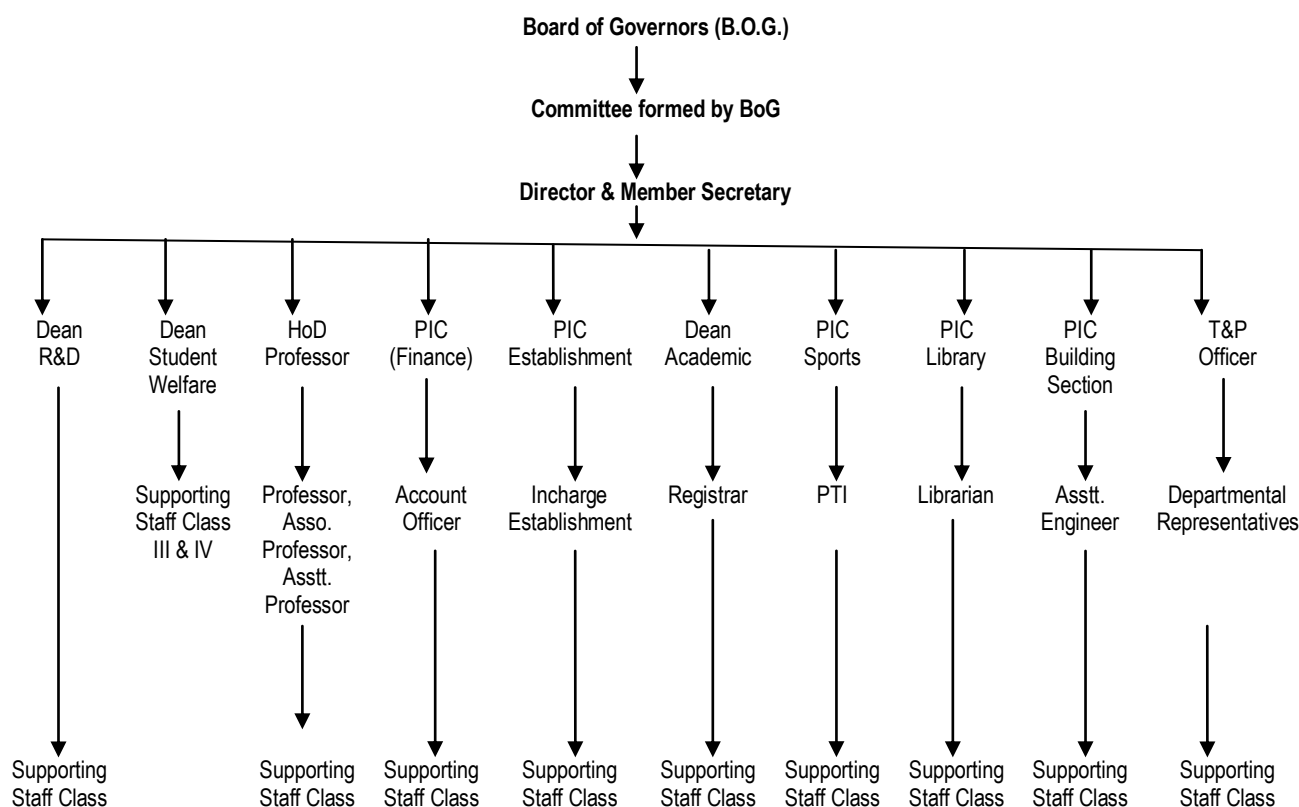 Board of Governors (B.O.G.)
Committee formed by BoG
Director & Member Secretary
Dean
R&D
Dean
Student
Welfare
HoD
Professor
PIC
(Finance)
PIC
Establishment
Dean
Academic
PIC
Sports
PIC
Library
PIC
Building
Section
T&P
Officer
Supporting
Staff Class
III & IV
Professor,
Asso.
Professor,
Asstt.
Professor
Account
Officer
Incharge
Establishment
Registrar
PTI
Librarian
Asstt.
Engineer
Departmental
Representatives
Supporting
Staff Class
Supporting
Staff Class
Supporting
Staff Class
Supporting
Staff Class
Supporting
Staff Class
Supporting
Staff Class
Supporting
Staff Class
Supporting
Staff Class
Supporting
Staff Class